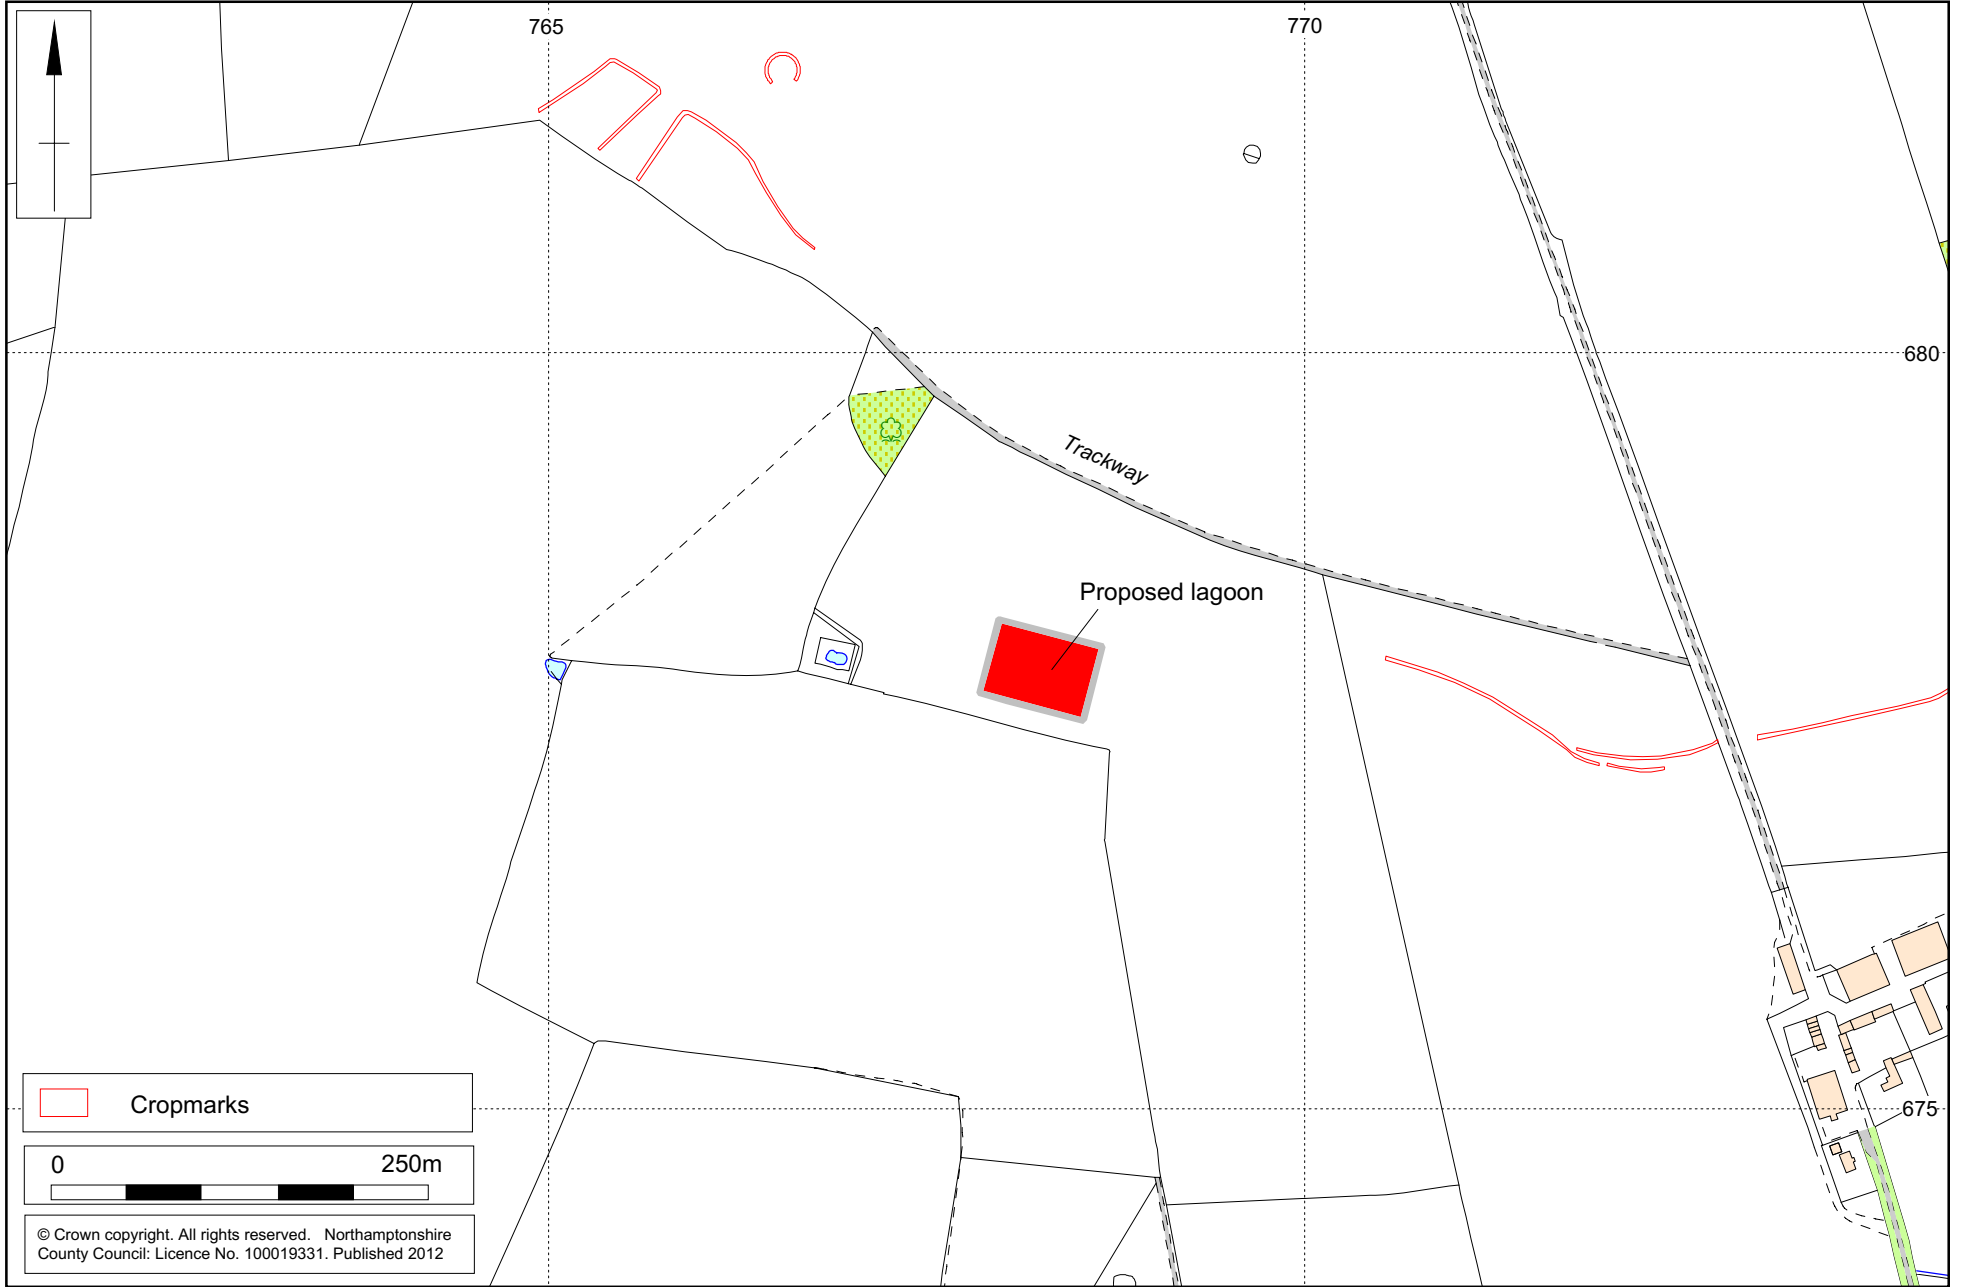 765
770
680
Trackway
Proposed lagoon
Cropmarks
675
0 250m
© Crown copyright. All rights reserved. Northamptonshire
County Council: Licence No. 100019331. Published 2012